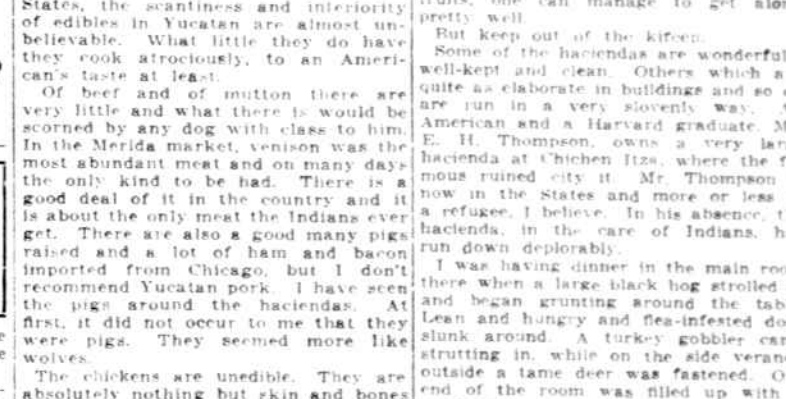 States, the scantiness and inferiority
of edibles in Yucatan are almost un-
believable. What little they do have
they cook atrociously, to an Ameri-
can's taste at least.
Of beef and of mutton there are
very little and what there is would be
scorned by any dog with class to him.
In the Merida market, venison was the
most abundant meat and on many days
the only kind to be had. There is a
good deal of it in the country and it
is about the only meat the Indians ever
get. There are also a good many pigs
raised and a lot of ham and bacon
imported from Chicago, but I don't
recommend Yucatan pork. I have seen
the pigs around the haciendas. At
first, it did not occur to me that they
were pigs. They seemed more like
wolves.
The chickens are unedible. They are
absolutely nothing but skin and bones
one can manage to get
pretty well.
But keep out of the kitcen.
Some of the haciendas are wonderful
well-kept and clean. Others which a
quite as elaborate in buildings and so
are run in a very slovenly way.
American and a Harvard graduate, M
E. H. Thompson, owns a very lar
hacienda at Chichen Itza, where the f
mous ruined city it. Mr. Thompson
now in the States and more or less
a refugee, I believe. In his absence, t
hacienda, in the care of Indians, h
run down deplorably.
I was having dinner in the main roo
there when a large black hog strolled
and began grunting around the tab
Lean and hungry and flea-infested do
slunk around. A turkey gobbler cam
strutting in, while on the side veran
outside a tame deer was fastened. O
end of the room was filled up with